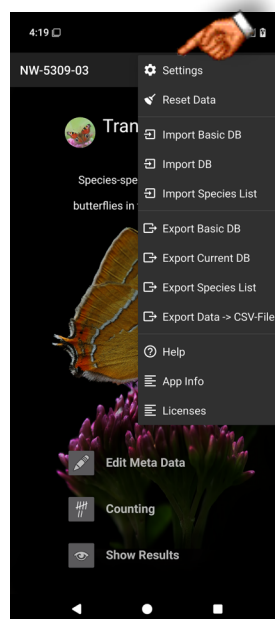 4:19
NW-5309-03
Settings
Reset Data
Tran
Import Basic DB
Import DB
Species-spe
Import Species List
butterflies in
Export Basic DB
Export Current DB
Export Species List
Export Data -> CSV-File
Help
App Info
Licenses
Edit Meta Data
Counting
Show Results